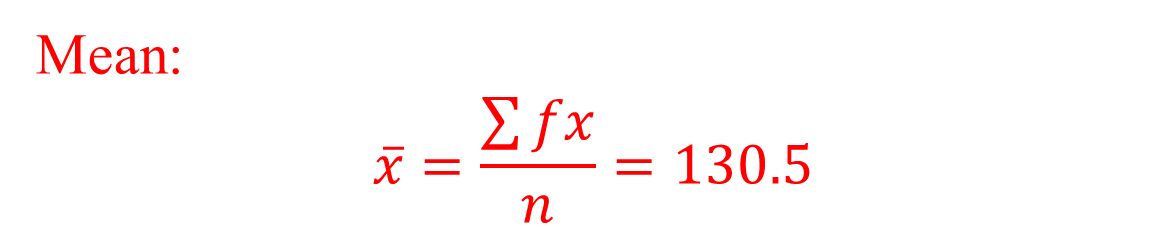 Mean:
x̄ = ∑ fx / n = 130.5